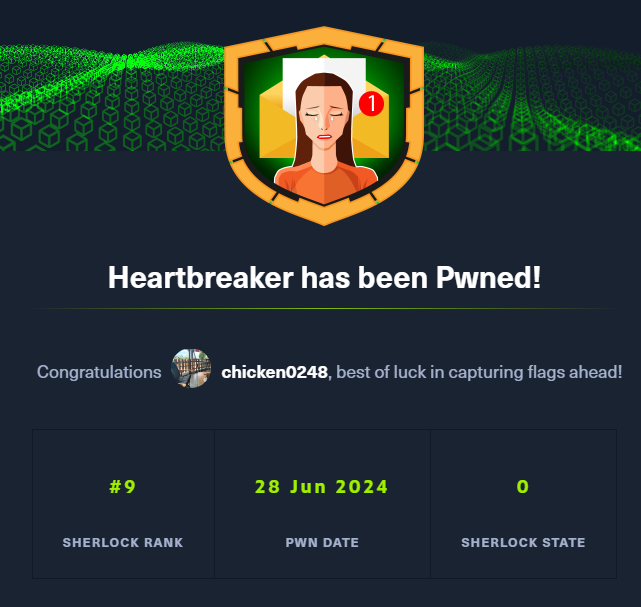 1
Heartbreaker has been Pwned!
Congratulations chicken0248, best of luck in capturing flags ahead!
#9 28 Jun 2024 0
SHERLOCK RANK PWN DATE SHERLOCK STATE